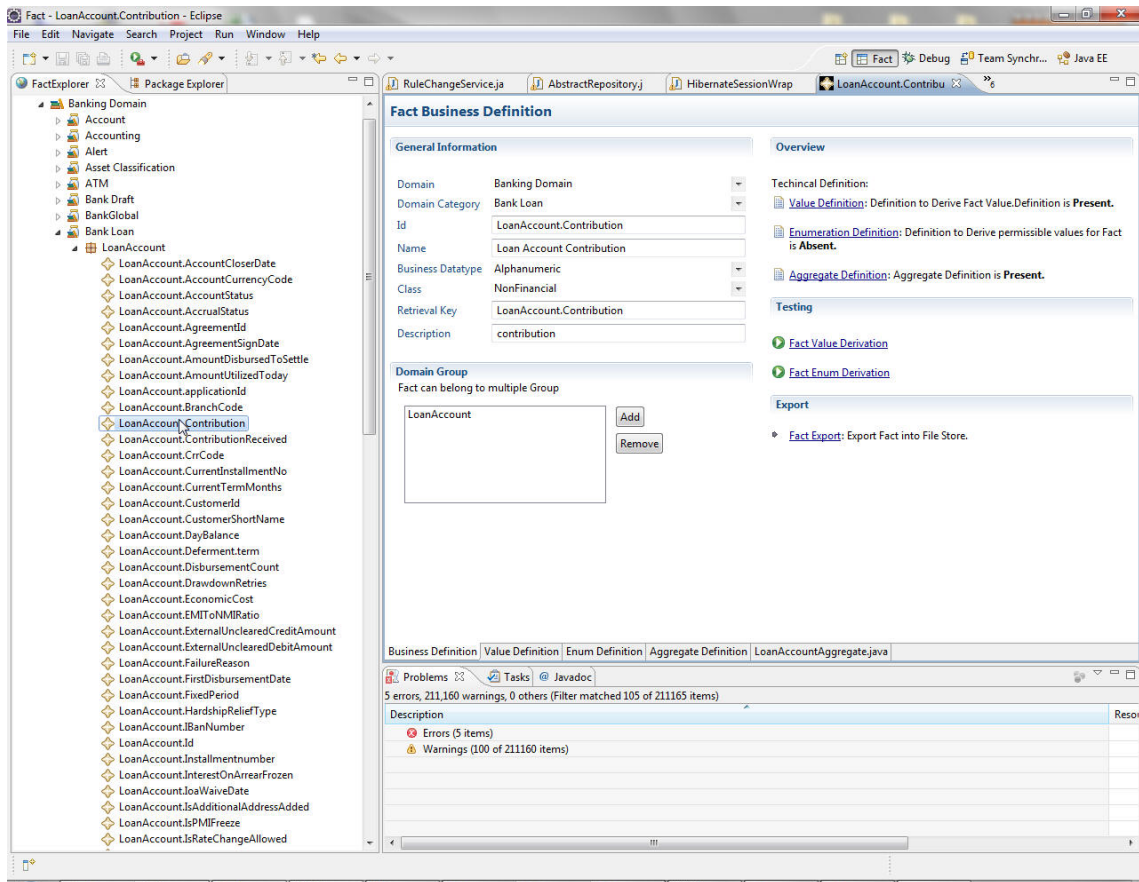 Fact - LoanAccount.Contribution - Eclipse
File Edit Navigate Search Project Run Window Help
Fact Debug Team Synchr... Java EE
FactExplorer Package Explorer
Banking Domain
Account
Accounting
Alert
Asset Classification
ATM
Bank Draft
BankGlobal
Bank Loan
LoanAccount
LoanAccount.AccountCloserDate
LoanAccount.AccountCurrencyCode
LoanAccount.AccountStatus
LoanAccount.AccrualStatus
LoanAccount.AgreementId
LoanAccount.AgreementSignDate
LoanAccount.AmountDisbursedToSettle
LoanAccount.AmountUtilizedToday
LoanAccount.applicationId
LoanAccount.BranchCode
LoanAccount.Contribution
LoanAccount.ContributionReceived
LoanAccount.CrrCode
LoanAccount.CurrentInstallmentNo
LoanAccount.CurrentTermMonths
LoanAccount.CustomerId
LoanAccount.CustomerShortName
LoanAccount.DayBalance
LoanAccount.Deferment.term
LoanAccount.DisbursementCount
LoanAccount.DrawdownRetries
LoanAccount.EconomicCost
LoanAccount.EMIToNMIRatio
LoanAccount.ExternalUnclearedCreditAmount
LoanAccount.ExternalUnclearedDebitAmount
LoanAccount.FailureReason
LoanAccount.FirstDisbursementDate
LoanAccount.FixedPeriod
LoanAccount.HardshipReliefType
LoanAccount.IBanNumber
LoanAccount.Id
LoanAccount.Installmentnumber
LoanAccount.InterestOnArrearFrozen
LoanAccount.IoaWaiveDate
LoanAccount.IsAdditionalAddressAdded
LoanAccount.IsPMIFreeze
LoanAccount.IsRateChangeAllowed
RuleChangeService.ja AbstractRepository.j HibernateSessionWrap LoanAccount.Contribu »6
Fact Business Definition
General Information
Domain Banking Domain
Domain Category Bank Loan
Id LoanAccount.Contribution
Name Loan Account Contribution
Business Datatype Alphanumeric
Class NonFinancial
Retrieval Key LoanAccount.Contribution
Description contribution
Domain Group
Fact can belong to multiple Group
LoanAccount
Add
Remove
Overview
Techincal Definition:
Value Definition: Definition to Derive Fact Value.Definition is Present.
Enumeration Definition: Definition to Derive permissible values for Fact
is Absent.
Aggregate Definition: Aggregate Definition is Present.
Testing
Fact Value Derivation
Fact Enum Derivation
Export
Fact Export: Export Fact into File Store.
Business Definition Value Definition Enum Definition Aggregate Definition LoanAccountAggregate.java
Problems Tasks @ Javadoc
5 errors, 211,160 warnings, 0 others (Filter matched 105 of 211165 items)
Description Resou
Errors (5 items)
Warnings (100 of 211160 items)